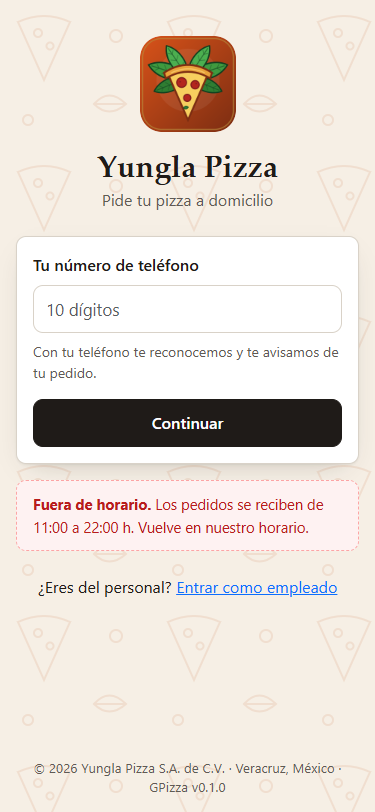 Yungla Pizza
Pide tu pizza a domicilio
Tu número de teléfono
10 dígitos
Con tu teléfono te reconocemos y te avisamos de
tu pedido.
Continuar
Fuera de horario. Los pedidos se reciben de
11:00 a 22:00 h. Vuelve en nuestro horario.
¿Eres del personal? Entrar como empleado
© 2026 Yungla Pizza S.A. de C.V. · Veracruz, México ·
GPizza v0.1.0